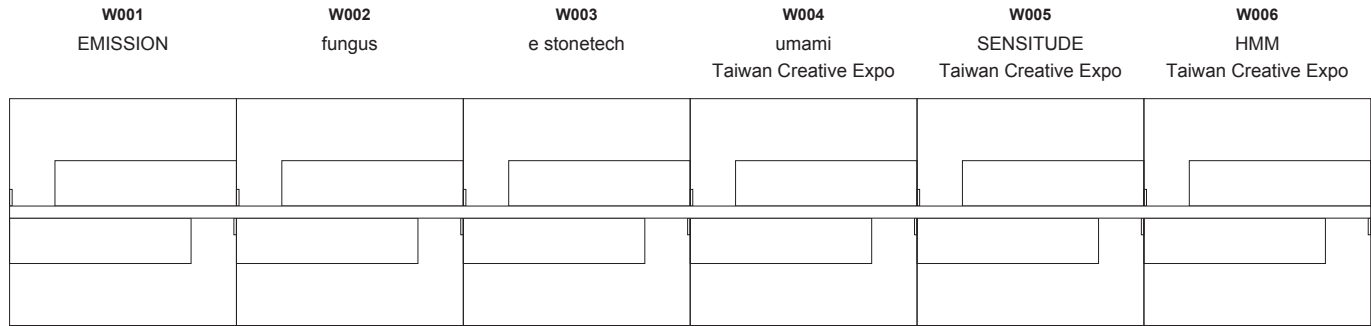 W001 W002 W003 W004 W005 W006
EMISSION fungus e stonetech umami SENSITUDE HMM
Taiwan Creative Expo Taiwan Creative Expo Taiwan Creative Expo